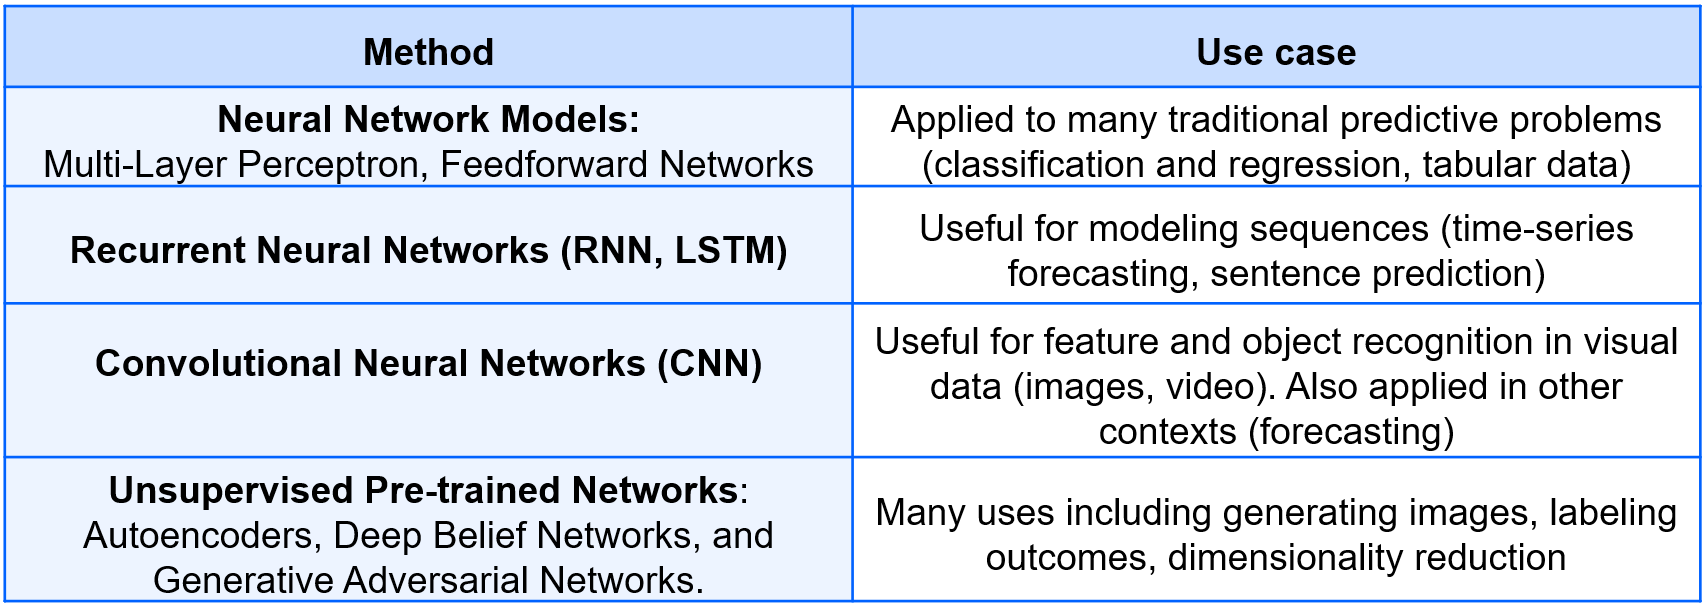 Method
Use case
Neural Network Models:
Multi-Layer Perceptron, Feedforward Networks
Applied to many traditional predictive problems
(classification and regression, tabular data)
Recurrent Neural Networks (RNN, LSTM)
Useful for modeling sequences (time-series
forecasting, sentence prediction)
Convolutional Neural Networks (CNN)
Useful for feature and object recognition in visual
data (images, video). Also applied in other
contexts (forecasting)
Unsupervised Pre-trained Networks:
Autoencoders, Deep Belief Networks, and
Generative Adversarial Networks.
Many uses including generating images, labeling
outcomes, dimensionality reduction